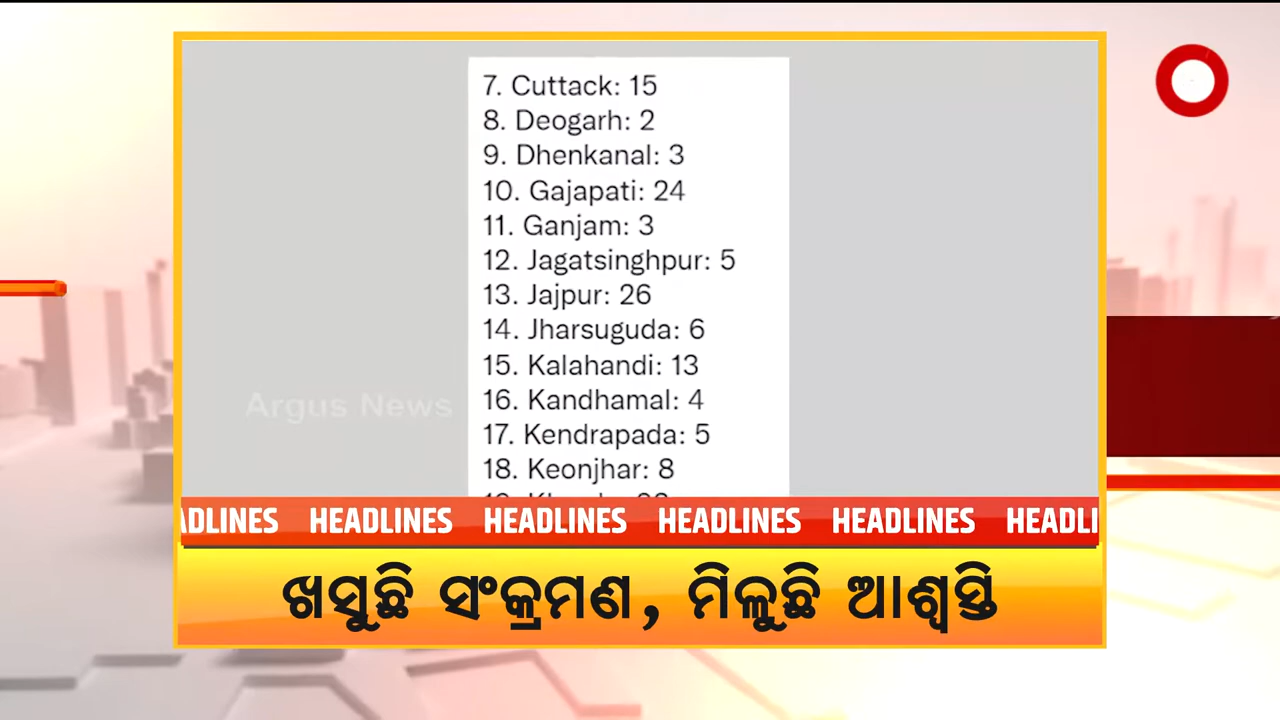 7. Cuttack: 15
8. Deogarh: 2
9. Dhenkanal: 3
10. Gajapati: 24
11. Ganjam: 3
12. Jagatsinghpur: 5
13. Jajpur: 26
14. Jharsuguda: 6
15. Kalahandi: 13
16. Kandhamal: 4
17. Kendrapada: 5
18. Keonjhar: 8
Argus News
ADLINES HEADLINES HEADLINES HEADLINES HEADLINES HEADLI
ଖସୁଛି ସଂକ୍ରମଣ, ମିଳୁଛି ଆଶ୍ୱସ୍ତି